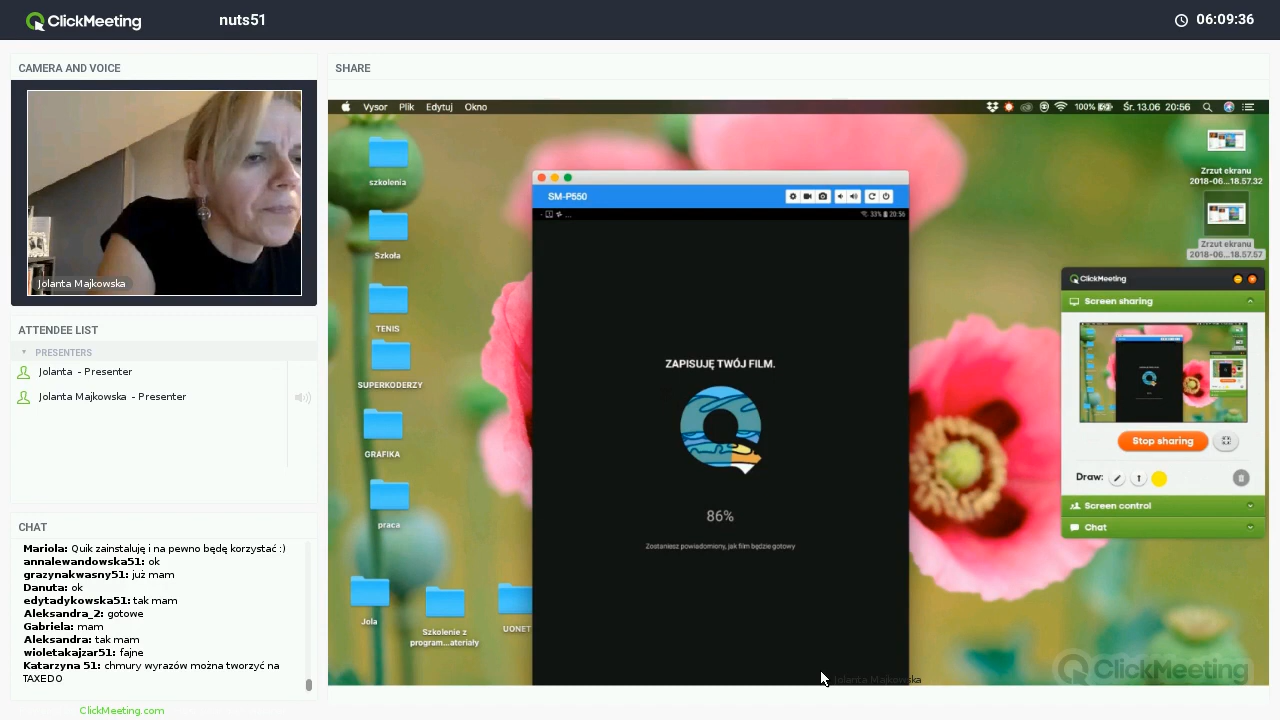 ClickMeeting
nuts51
06:09:36
CAMERA AND VOICE
Jolanta Majkowska
ATTENDEE LIST
PRESENTERS
Jolanta - Presenter
Jolanta Majkowska - Presenter
CHAT
Mariola: Quik zainstaluję i na pewno będę korzystać :)
annalewandowska51: ok
grazynakwasny51: już mam
Danuta: ok
edytadykowska51: tak mam
Aleksandra_2: gotowe
Gabriela: mam
Aleksandra: tak mam
wioletakajzar51: fajne
Katarzyna 51: chmury wyrazów można tworzyć na
TAXEDO
ClickMeeting.com
SHARE
Vysor Plik Edytuj Okno
100% Śr. 13.06 20:56
szkolenia
Szkoła
TENIS
SUPERKODERZY
GRAFIKA
praca
Jola
Szkolenie z
program...ateriały
UONET
SM-P550
33% 20:56
ZAPISUJĘ TWÓJ FILM.
86%
Zostaniesz powiadomiony, jak film będzie gotowy
Zrzut ekranu
2018-06...18.57.32
Zrzut ekranu
2018-06...18.57.57
ClickMeeting
Screen sharing
Stop sharing
Draw:
Screen control
Chat
ClickMeeting
Jolanta Majkowska